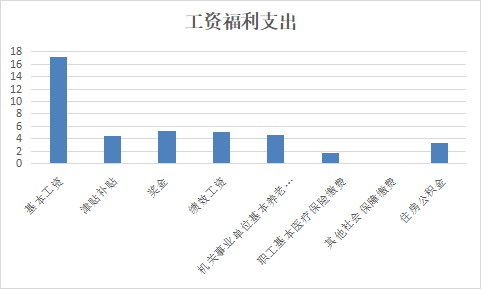 工资福利支出
18
16
14
12
10
8
6
4
2
0
基本工资
津贴补贴
奖金
绩效工资
机关事业单位基本养老…
职工基本医疗保险缴费
其他社会保障缴费
住房公积金